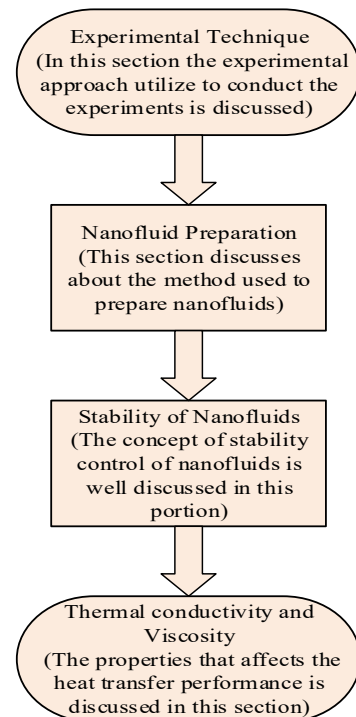 Experimental Technique
(In this section the experimental
approach utilize to conduct the
experiments is discussed)
Nanofluid Preparation
(This section discusses
about the method used to
prepare nanofluids)
Stability of Nanofluids
(The concept of stability
control of nanofluids is
well discussed in this
portion)
Thermal conductivity and
Viscosity
(The properties that affects the
heat transfer performance is
discussed in this section)